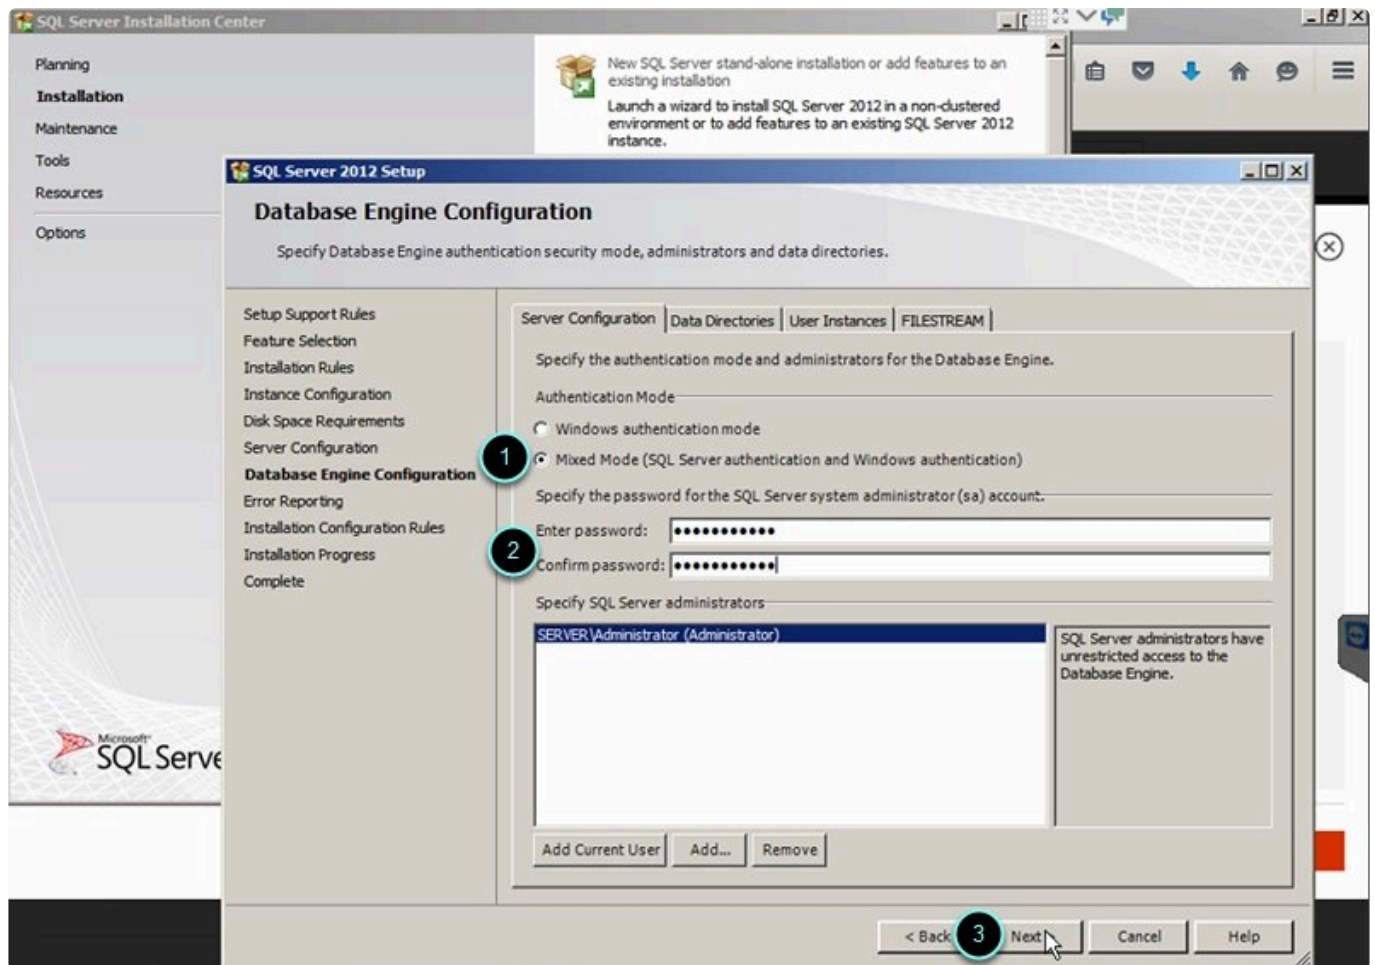 SQL Server Installation Center
Planning
Installation
Maintenance
Tools
Resources
Options
New SQL Server stand-alone installation or add features to an
existing installation
Launch a wizard to install SQL Server 2012 in a non-clustered
environment or to add features to an existing SQL Server 2012
instance.
SQL Server 2012 Setup
Database Engine Configuration
Specify Database Engine authentication security mode, administrators and data directories.
Setup Support Rules
Feature Selection
Installation Rules
Instance Configuration
Disk Space Requirements
Server Configuration
Database Engine Configuration
Error Reporting
Installation Configuration Rules
Installation Progress
Complete
Server Configuration Data Directories User Instances FILESTREAM
Specify the authentication mode and administrators for the Database Engine.
Authentication Mode
Windows authentication mode
1 Mixed Mode (SQL Server authentication and Windows authentication)
Specify the password for the SQL Server system administrator (sa) account.
Enter password: ●●●●●●●●●●●
2
Confirm password: ●●●●●●●●●●●
Specify SQL Server administrators
SERVER\Administrator (Administrator)
SQL Server administrators have
unrestricted access to the
Database Engine.
Add Current User Add... Remove
Microsoft
SQL Serve
< Back 3 Next Cancel Help